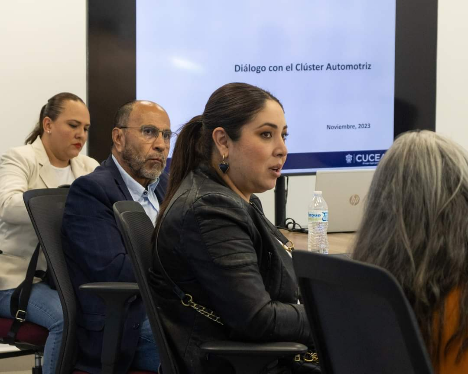 Diálogo con el Clúster Automotriz
Noviembre, 2023
CUCE